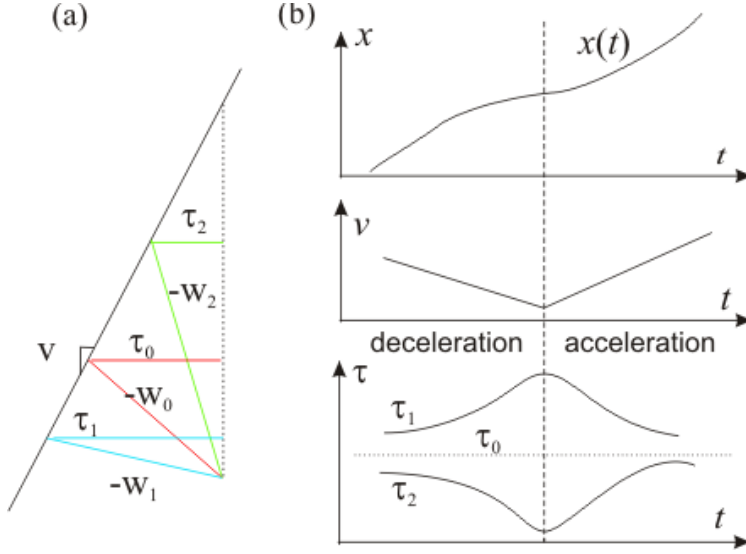 (a)
τ₂
-w₂
v
τ₀
-w₀
τ₁
-w₁
(b)
x
x(t)
t
v
t
deceleration acceleration
τ
τ₁
τ₀
τ₂
t